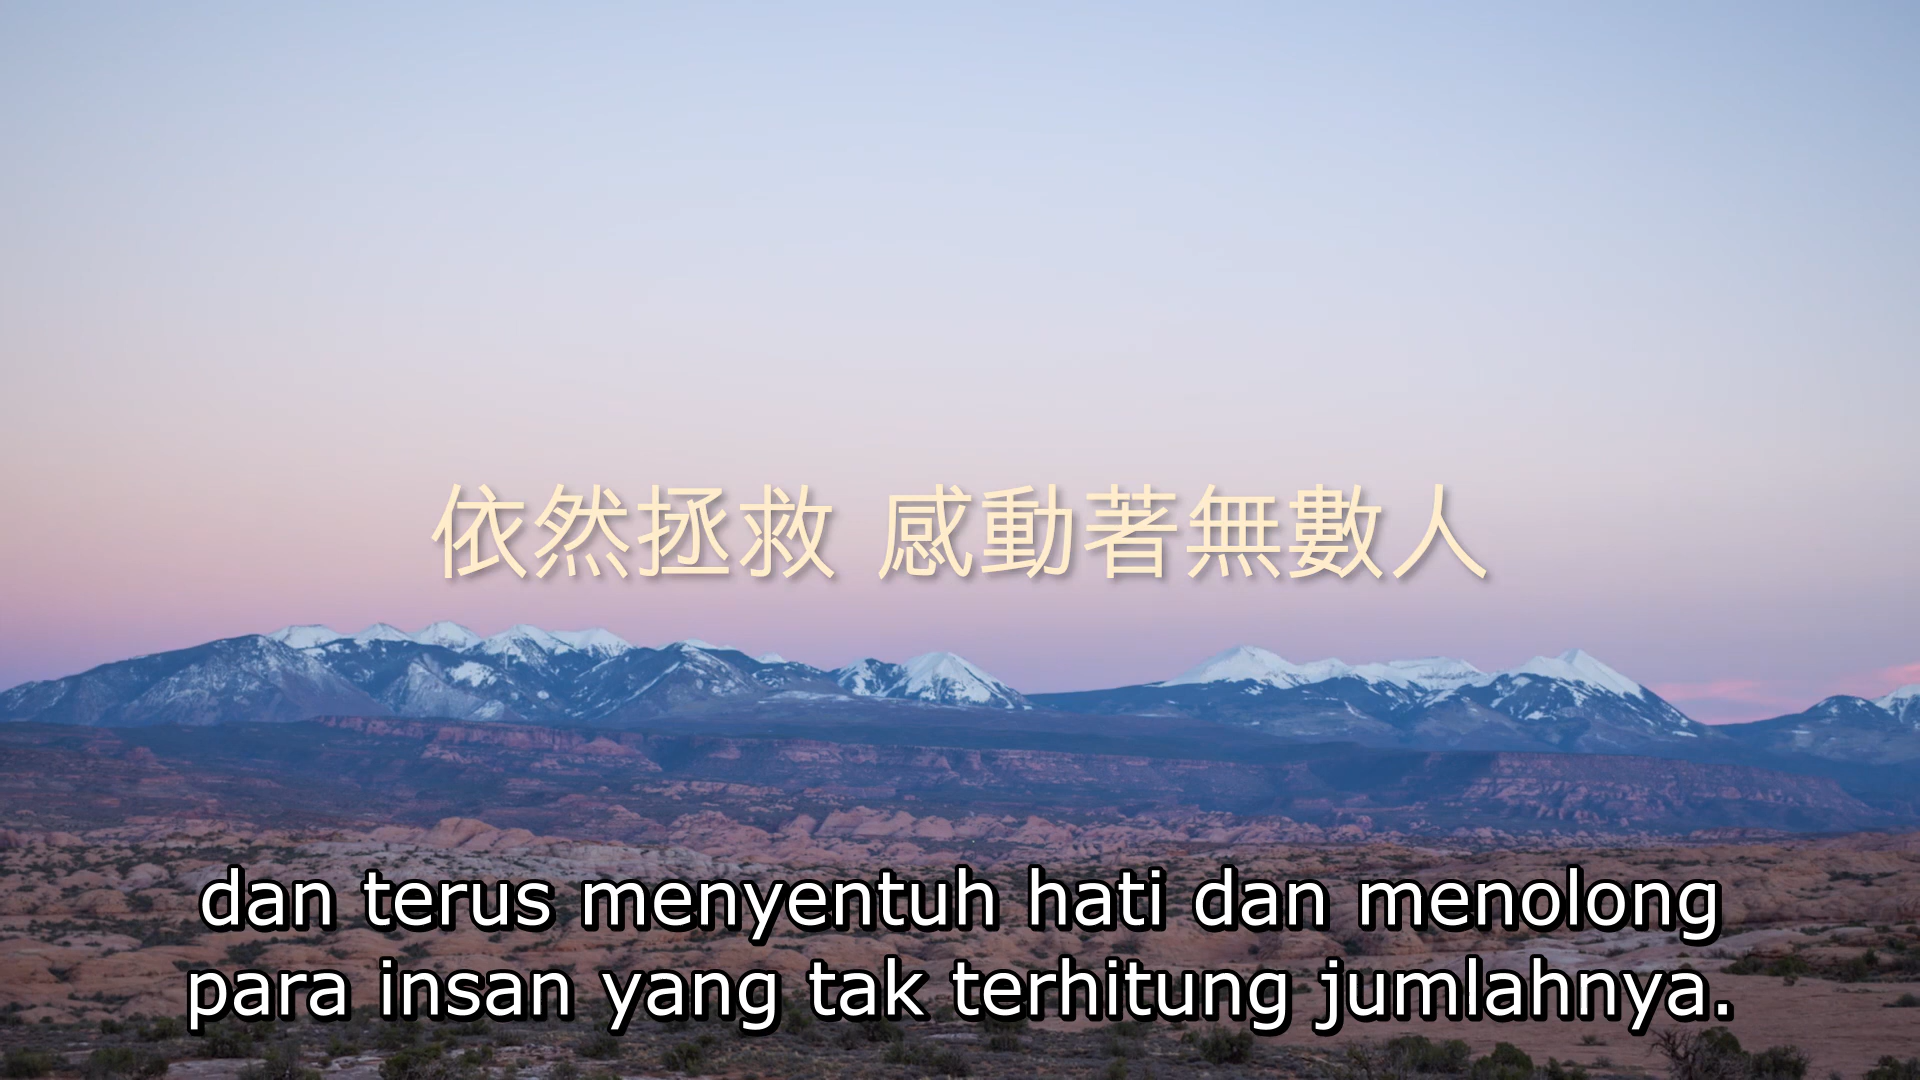 依然拯救 感動著無數人
dan terus menyentuh hati dan menolong
para insan yang tak terhitung jumlahnya.